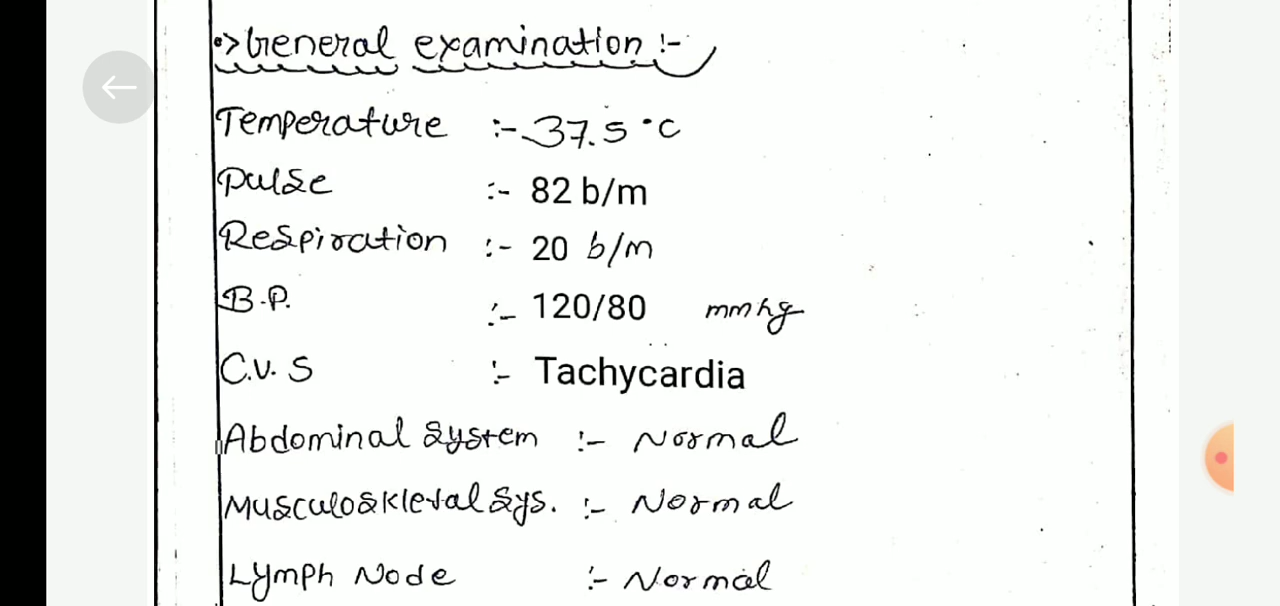 •> General examination :-
Temperature :- 37.5 °C
Pulse :- 82 b/m
Respiration :- 20 b/m
B.P. :- 120/80 mmhg
C.V.S :- Tachycardia
Abdominal System :- Normal
Musculoskletal Sys. :- Normal
Lymph Node :- Normal